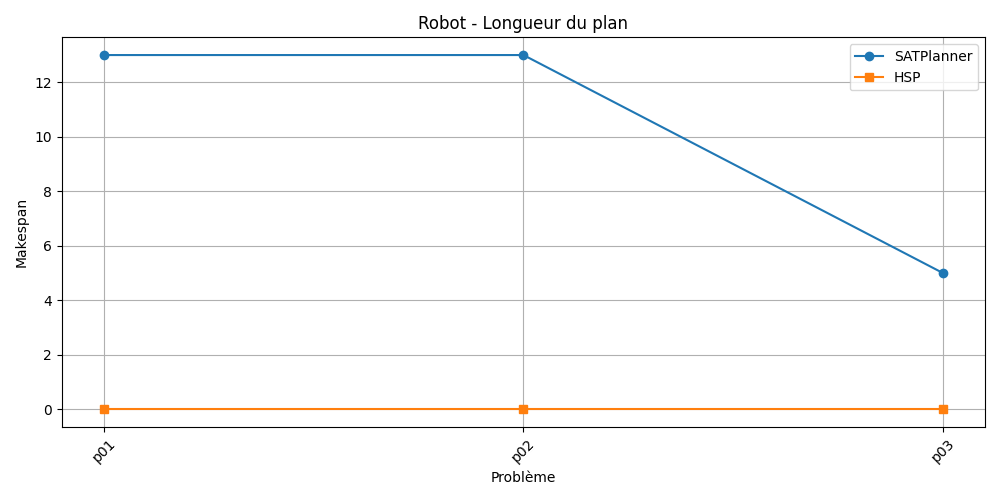 Robot - Longueur du plan
SATPlanner
HSP
Makespan
12
10
8
6
4
2
0
p01
p02
p03
Problème